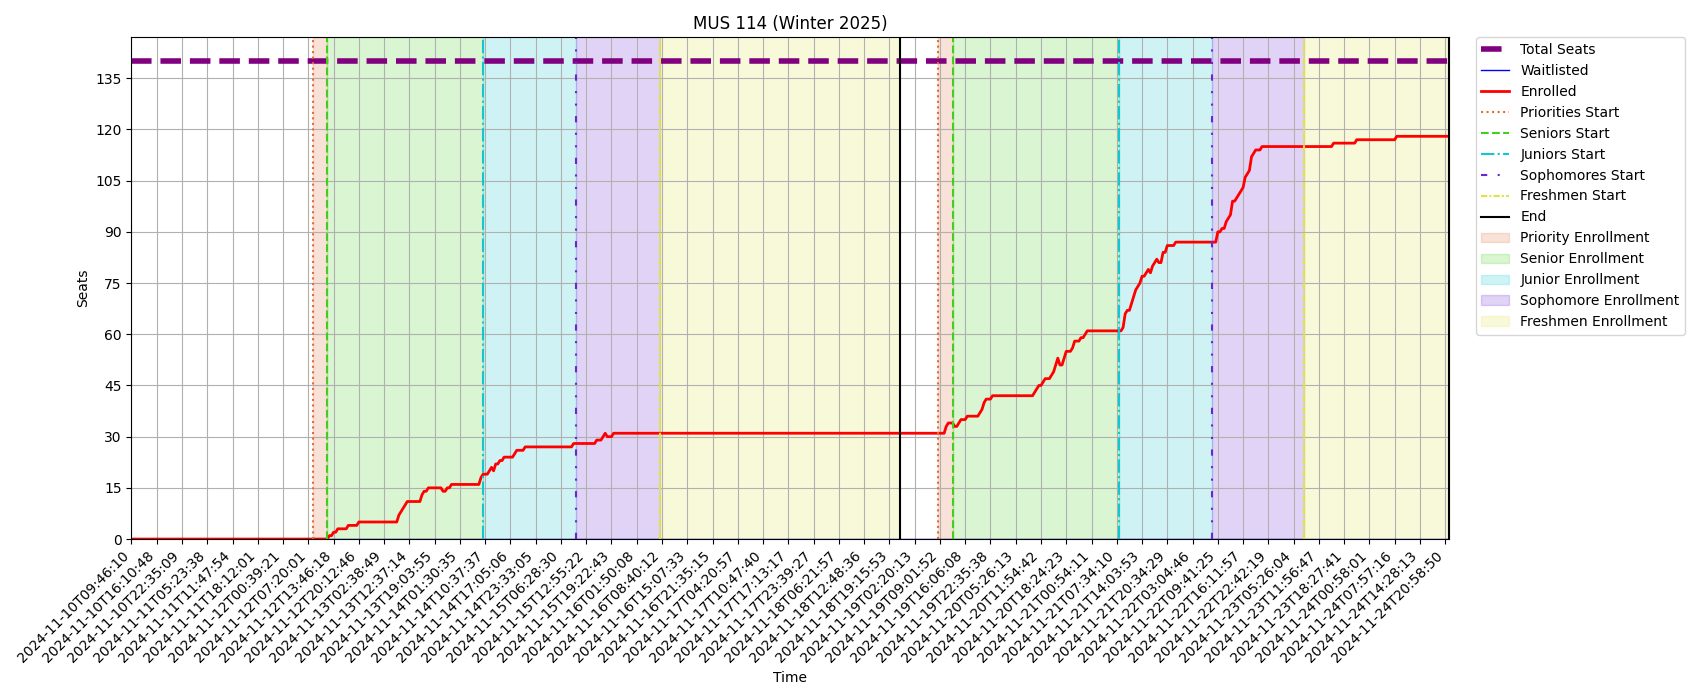 MUS 114 (Winter 2025)
Seats
135
120
105
90
75
60
45
30
15
0
2024-11-10T09:46:10
2024-11-10T16:10:48
2024-11-10T22:35:09
2024-11-11T05:23:38
2024-11-11T11:47:54
2024-11-11T18:12:01
2024-11-12T00:39:21
2024-11-12T07:20:01
2024-11-12T13:46:18
2024-11-12T20:12:46
2024-11-13T02:38:49
2024-11-13T12:37:14
2024-11-13T19:03:55
2024-11-14T01:30:35
2024-11-14T10:37:37
2024-11-14T17:05:06
2024-11-14T23:33:05
2024-11-15T06:28:30
2024-11-15T12:55:22
2024-11-15T19:22:43
2024-11-16T01:50:08
2024-11-16T08:40:12
2024-11-16T15:07:33
2024-11-16T21:35:15
2024-11-17T04:20:57
2024-11-17T10:47:40
2024-11-17T17:13:17
2024-11-17T23:39:27
2024-11-18T06:21:57
2024-11-18T12:48:36
2024-11-18T19:15:53
2024-11-19T02:20:13
2024-11-19T09:01:52
2024-11-19T16:06:08
2024-11-19T22:35:38
2024-11-20T05:26:13
2024-11-20T11:54:42
2024-11-20T18:24:23
2024-11-21T00:54:11
2024-11-21T07:34:10
2024-11-21T14:03:53
2024-11-21T20:34:29
2024-11-22T03:04:46
2024-11-22T09:41:25
2024-11-22T16:11:57
2024-11-22T22:42:19
2024-11-23T05:26:04
2024-11-23T11:56:47
2024-11-23T18:27:41
2024-11-24T00:58:01
2024-11-24T07:57:16
2024-11-24T14:28:13
2024-11-24T20:58:50
Time
Total Seats
Waitlisted
Enrolled
Priorities Start
Seniors Start
Juniors Start
Sophomores Start
Freshmen Start
End
Priority Enrollment
Senior Enrollment
Junior Enrollment
Sophomore Enrollment
Freshmen Enrollment